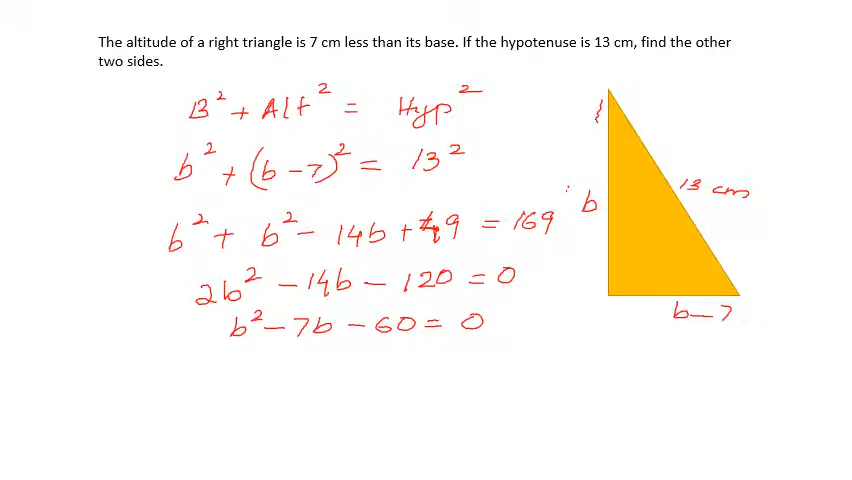 The altitude of a right triangle is 7 cm less than its base. If the hypotenuse is 13 cm, find the other
two sides.
B² + Alt² = Hyp²
b² + (b - 7)² = 13²
b² + b² - 14b + 49 = 169
2b² - 14b - 120 = 0
b² - 7b - 60 = 0
13 cm
b
b - 7